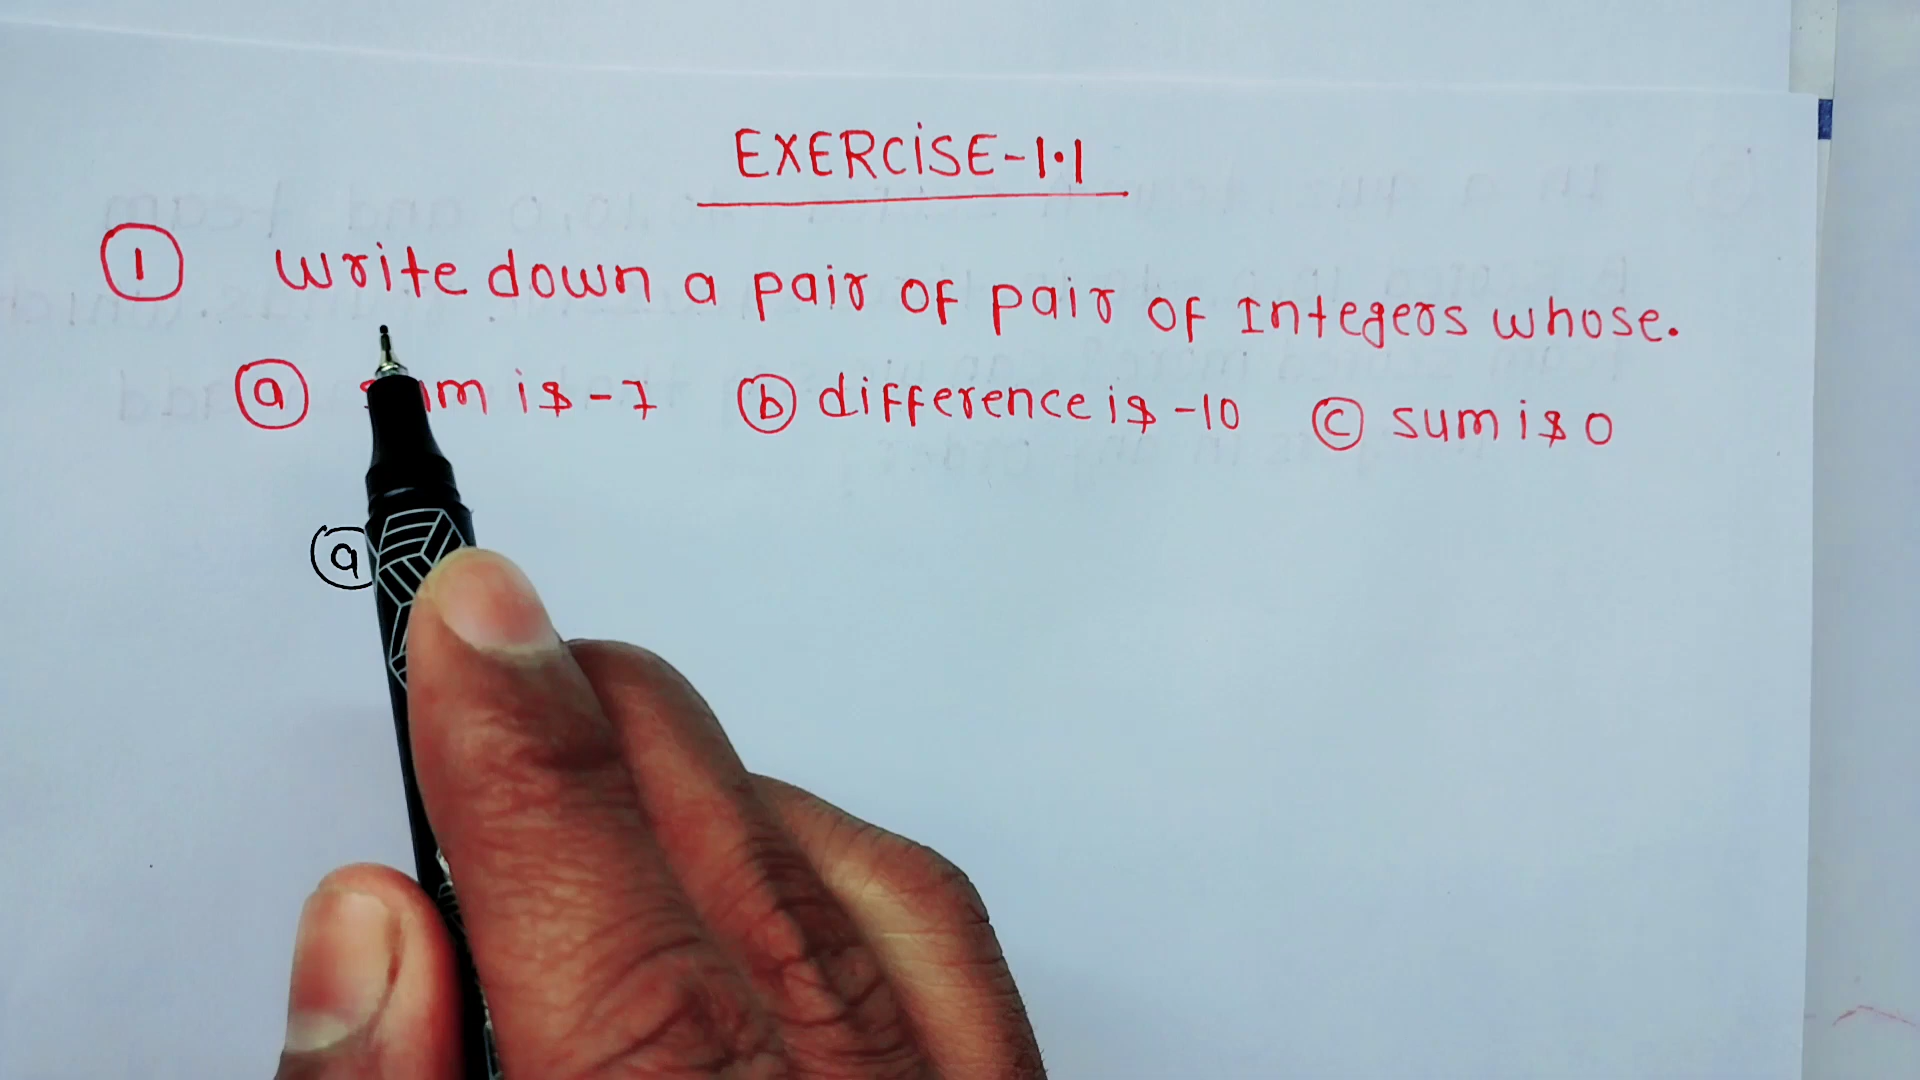 EXERCISE-1.1
1 Write down a pair of pair of Integers whose.
a sum is -7 b difference is -10 c sum is 0
a